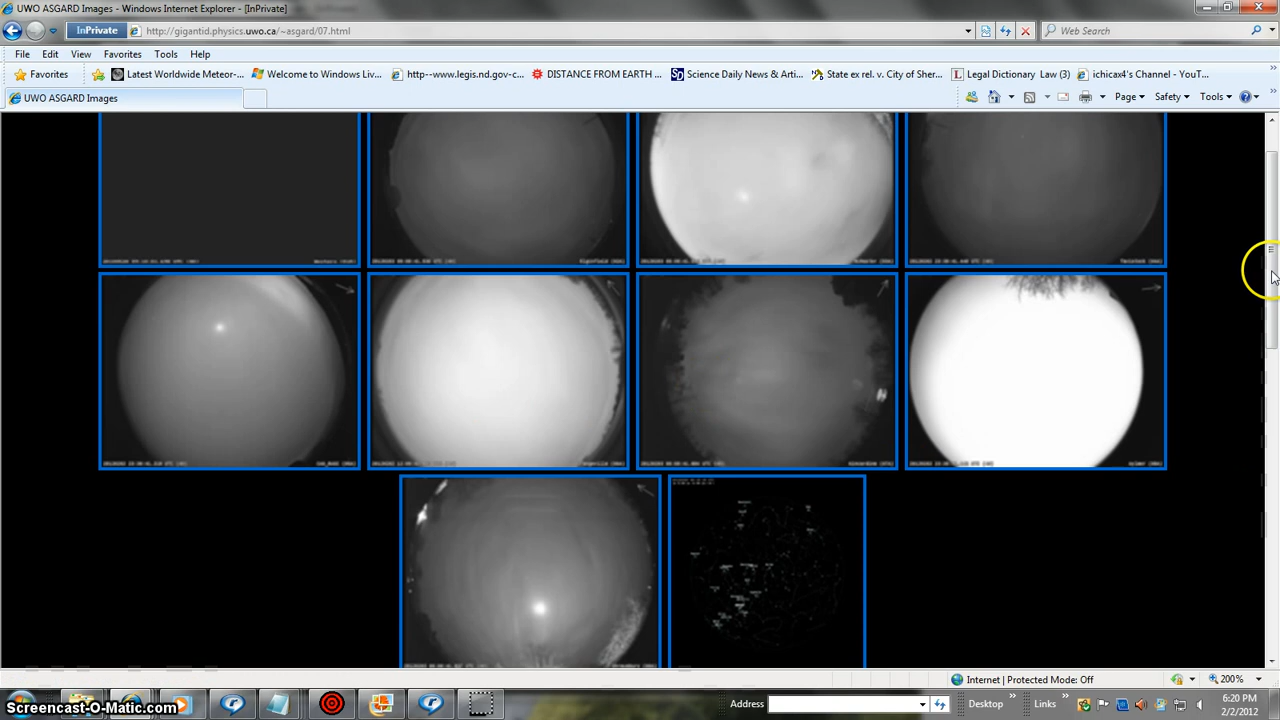 UWO ASGARD Images - Windows Internet Explorer - [InPrivate]
InPrivate http://gigantid.physics.uwo.ca/~asgard/07.html Web Search
File Edit View Favorites Tools Help
Favorites Latest Worldwide Meteor-... Welcome to Windows Liv... http--www.legis.nd.gov-c... DISTANCE FROM EARTH ... Science Daily News & Arti... State ex rel. v. City of Sher... Legal Dictionary Law (3) ichicax4's Channel - YouT...
UWO ASGARD Images
Page Safety Tools
Internet | Protected Mode: Off 200%
Address Desktop Links 6:20 PM
2/2/2012
Screencast-O-Matic.com